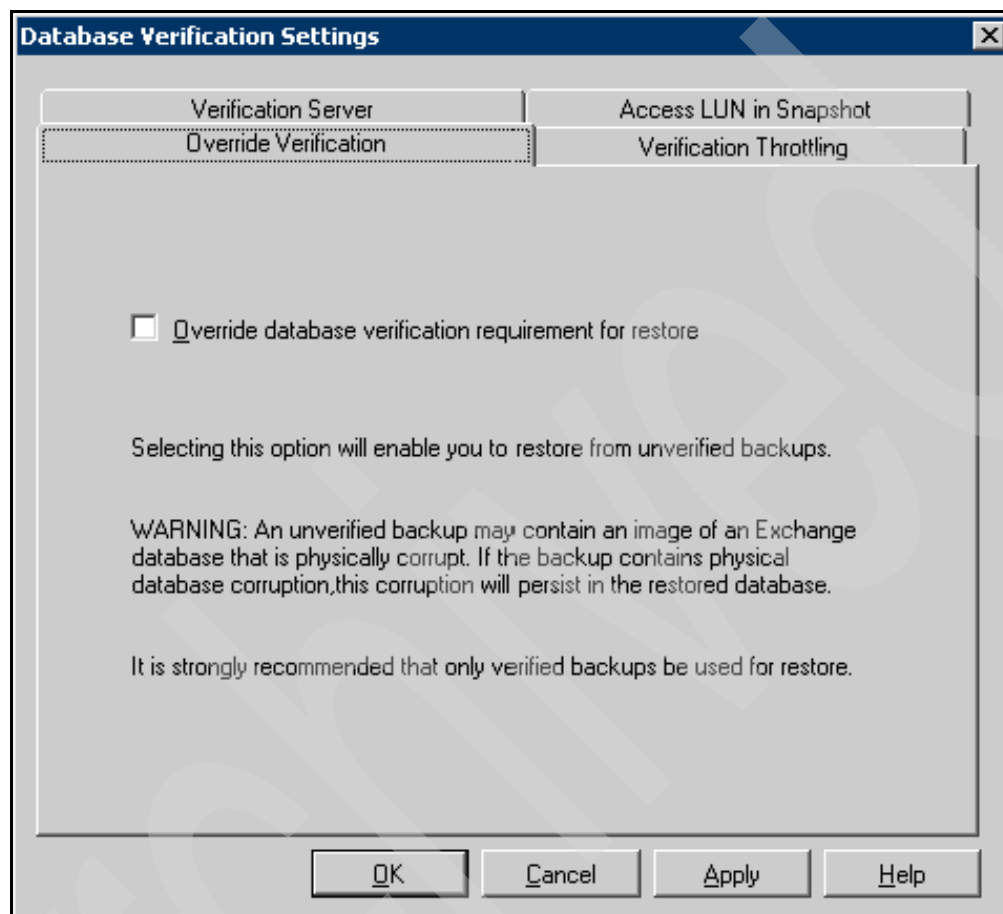 Database Verification Settings
Verification Server
Access LUN in Snapshot
Override Verification
Verification Throttling
Override database verification requirement for restore
Selecting this option will enable you to restore from unverified backups.
WARNING: An unverified backup may contain an image of an Exchange
database that is physically corrupt. If the backup contains physical
database corruption,this corruption will persist in the restored database.
It is strongly recommended that only verified backups be used for restore.
OK
Cancel
Apply
Help